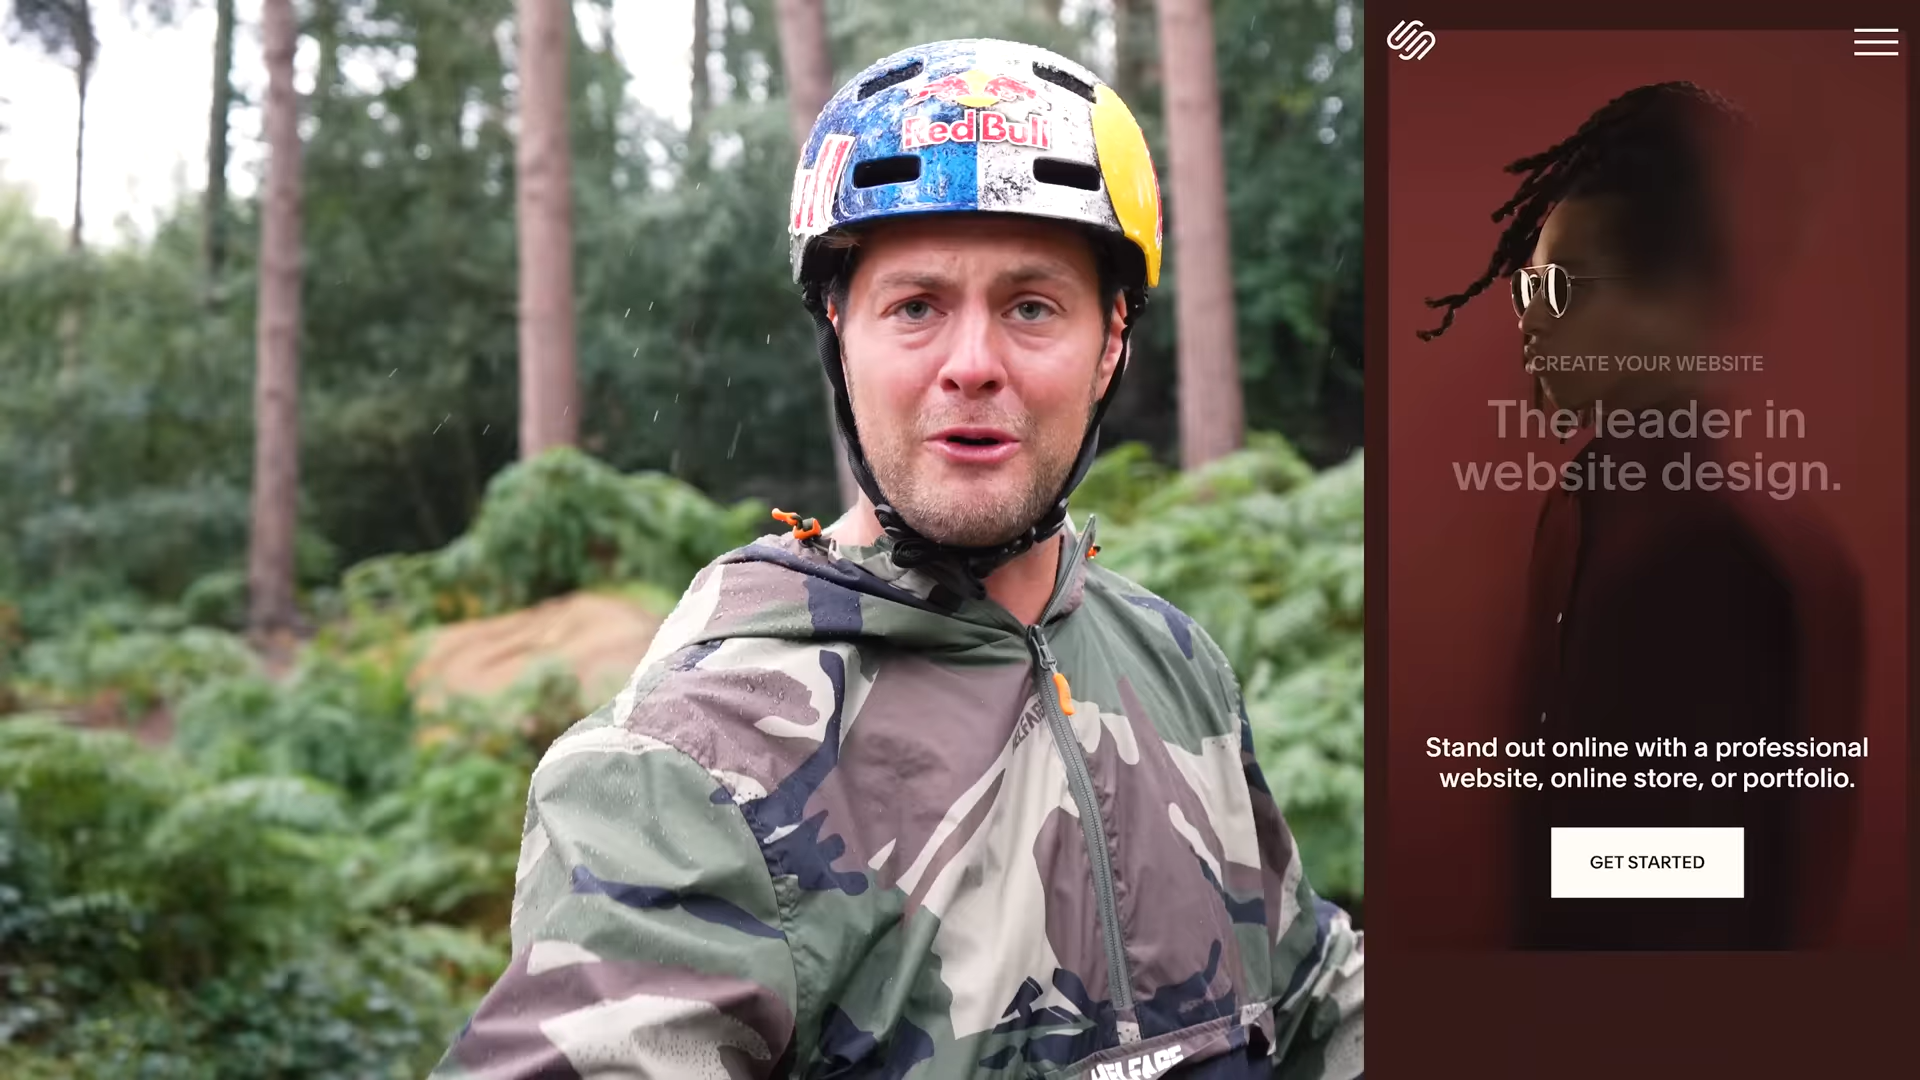 Red Bull
CREATE YOUR WEBSITE
The leader in
website design.
Stand out online with a professional
website, online store, or portfolio.
GET STARTED